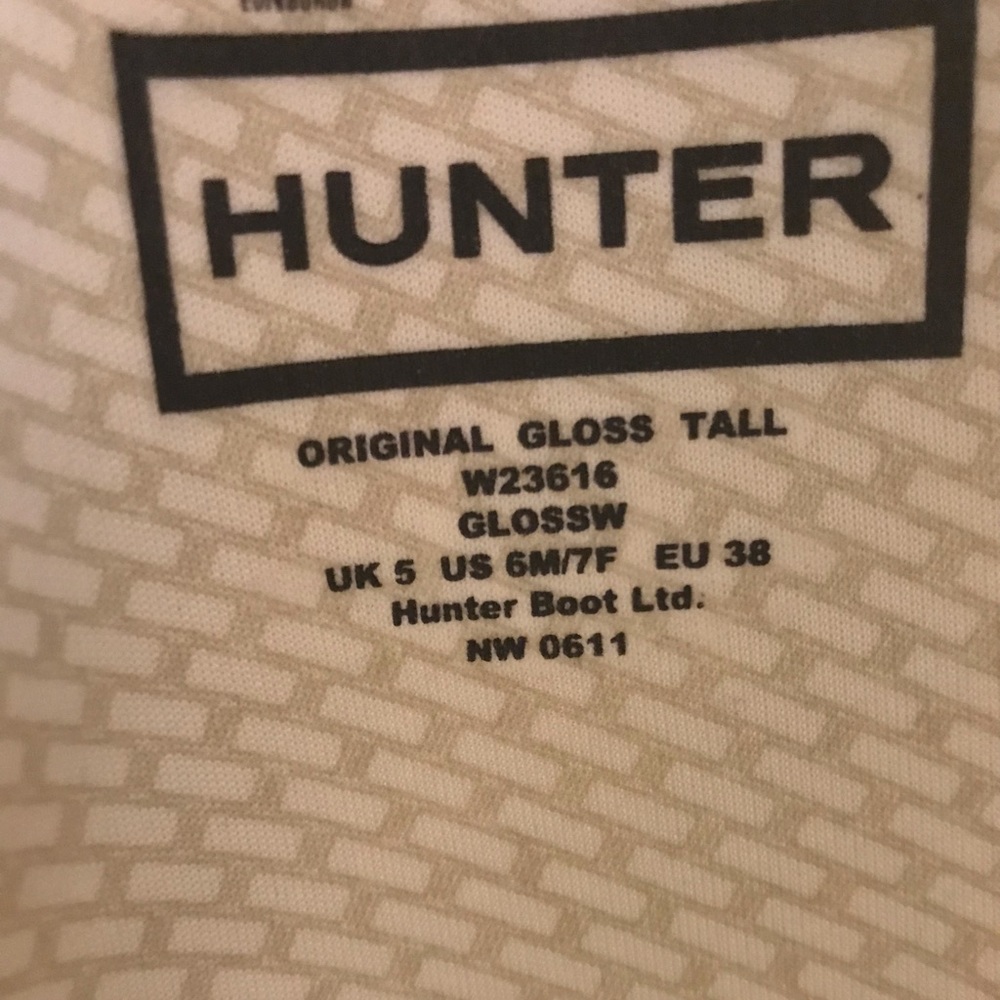 HUNTER
ORIGINAL GLOSS TALL
W23616
GLOSSW
UK 5 US 6M/7F EU 38
Hunter Boot Ltd.
NW 0611